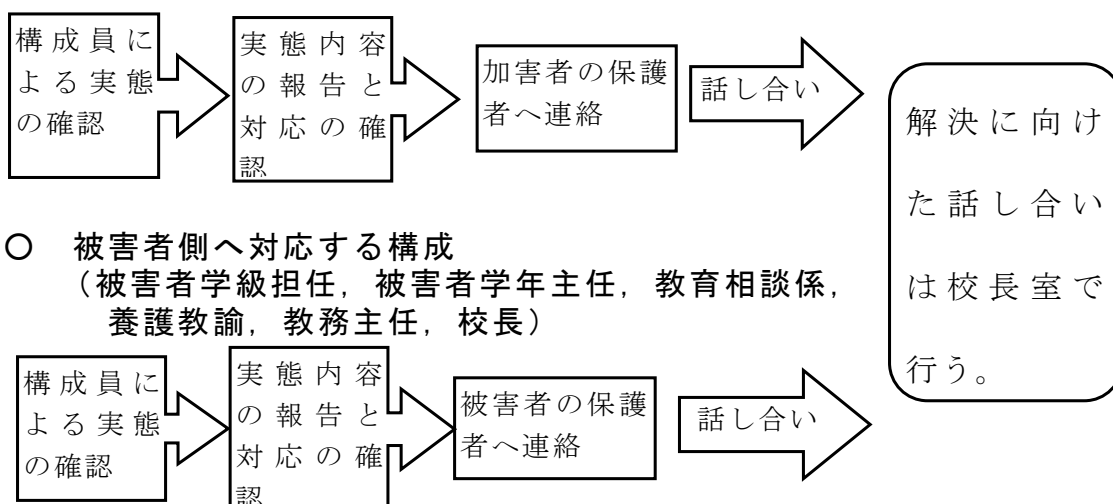 構成員に
よる実態
の確認
実態内容
の報告と
対応の確
認
加害者の保護
者へ連絡
話し合い
解決に向け
た話し合い
は校長室で
行う。
○ 被害者側へ対応する構成
（被害者学級担任，被害者学年主任，教育相談係，
養護教諭，教務主任，校長）
構成員に
よる実態
の確認
実態内容
の報告と
対応の確
認
被害者の保護
者へ連絡
話し合い